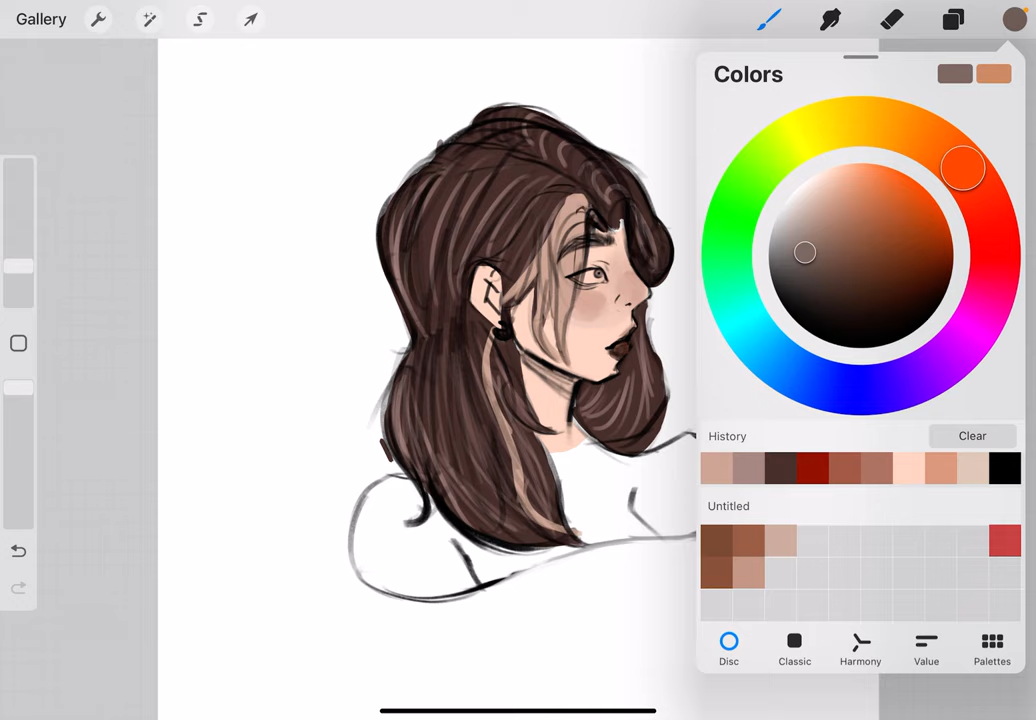 Gallery
Colors
History
Clear
Untitled
Disc
Classic
Harmony
Value
Palettes